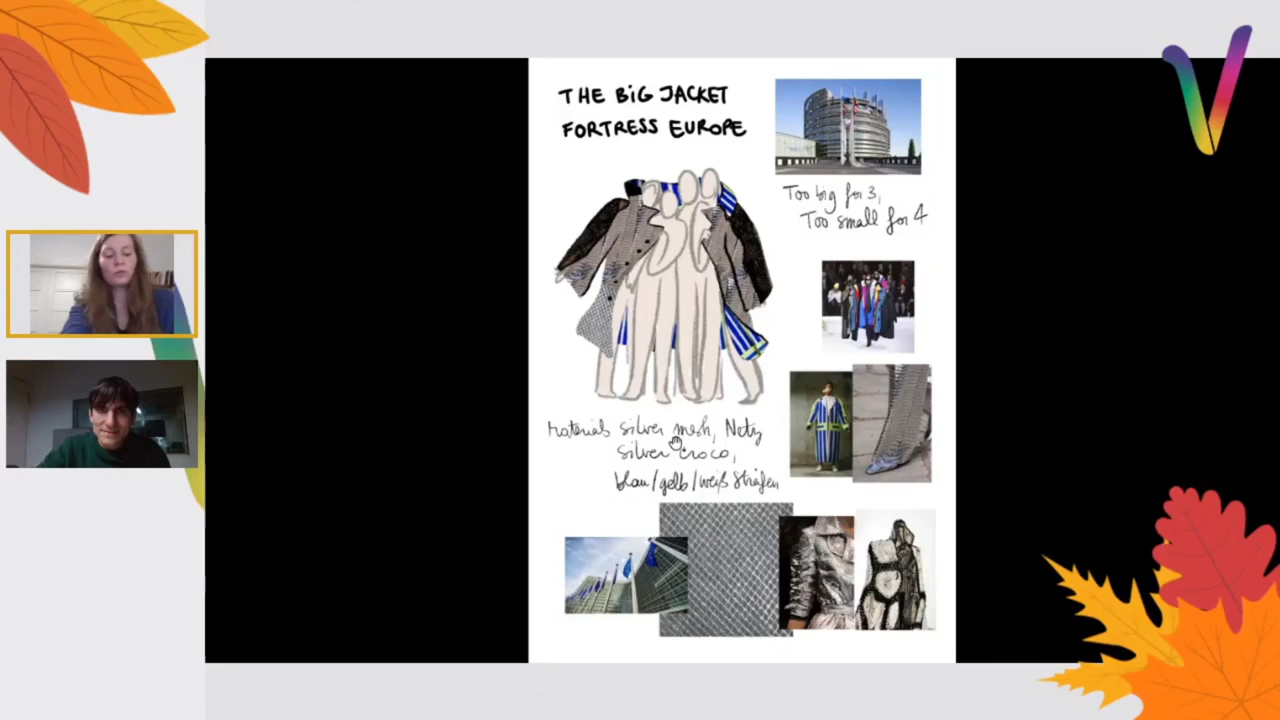 THE BiG JACKET
FORTRESS EUROPE
Too big for 3,
Too small for 4
Materials silver mesh, Netz
silver croco,
blau/gelb/weiß Streifen